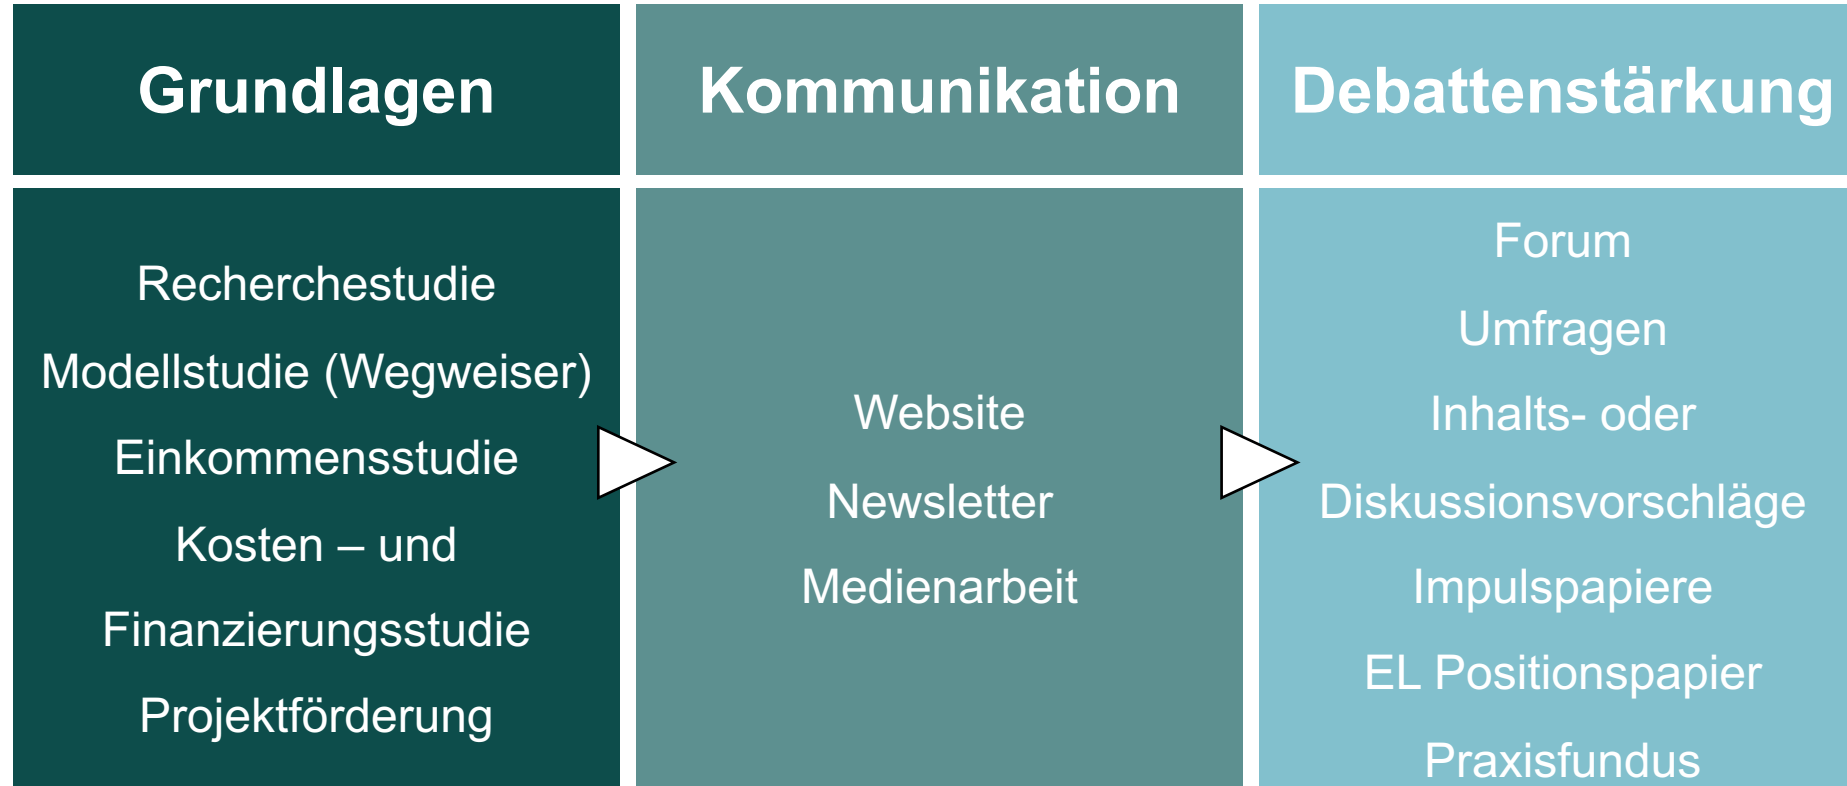 Grundlagen
Recherchestudie
Modellstudie (Wegweiser)
Einkommensstudie
Kosten – und
Finanzierungsstudie
Projektförderung
Kommunikation
Website
Newsletter
Medienarbeit
Debattenstärkung
Forum
Umfragen
Inhalts- oder
Diskussionsvorschläge
Impulspapiere
EL Positionspapier
Praxisfundus